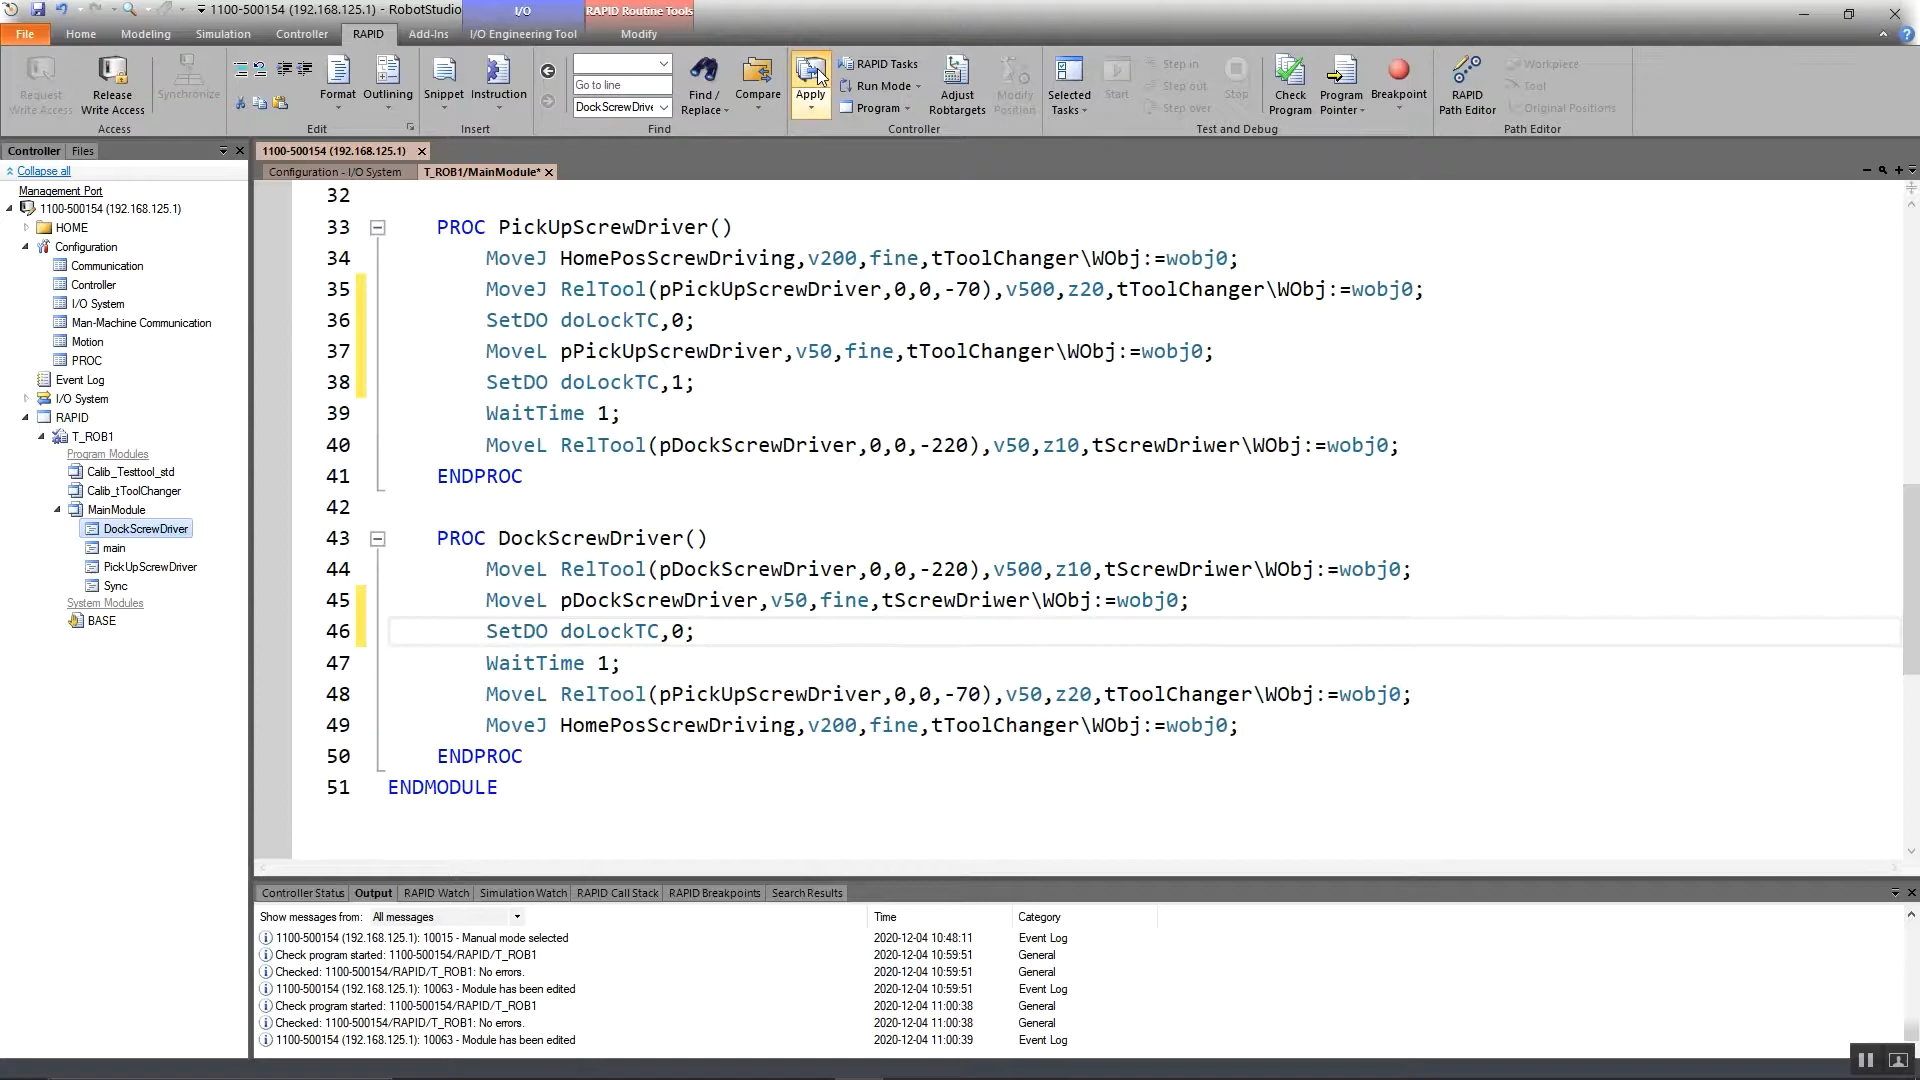 1100-500154 (192.168.125.1) - RobotStudio
I/O
RAPID Routine Tools
File
Home
Modeling
Simulation
Controller
RAPID
Add-Ins
I/O Engineering Tool
Modify
Request
Write Access
Release
Write Access
Synchronize
Access
Format
Outlining
Edit
Snippet
Instruction
Insert
Go to line
DockScrewDrive
Find /
Replace
Compare
Find
Apply
RAPID Tasks
Run Mode
Program
Adjust
Robtargets
Modify
Position
Controller
Selected
Tasks
Start
Step in
Step out
Step over
Stop
Check
Program
Program
Pointer
Breakpoint
Test and Debug
RAPID
Path Editor
Workpiece
Tool
Original Positions
Path Editor
Controller
Files
Collapse all
Management Port
1100-500154 (192.168.125.1)
HOME
Configuration
Communication
Controller
I/O System
Man-Machine Communication
Motion
PROC
Event Log
I/O System
RAPID
T_ROB1
Program Modules
Calib_Testtool_std
Calib_tToolChanger
MainModule
DockScrewDriver
main
PickUpScrewDriver
Sync
System Modules
BASE
1100-500154 (192.168.125.1)
Configuration - I/O System
T_ROB1/MainModule*
32
33 PROC PickUpScrewDriver()
34 MoveJ HomePosScrewDriving,v200,fine,tToolChanger\WObj:=wobj0;
35 MoveJ RelTool(pPickUpScrewDriver,0,0,-70),v500,z20,tToolChanger\WObj:=wobj0;
36 SetDO doLockTC,0;
37 MoveL pPickUpScrewDriver,v50,fine,tToolChanger\WObj:=wobj0;
38 SetDO doLockTC,1;
39 WaitTime 1;
40 MoveL RelTool(pDockScrewDriver,0,0,-220),v50,z10,tScrewDriwer\WObj:=wobj0;
41 ENDPROC
42
43 PROC DockScrewDriver()
44 MoveL RelTool(pDockScrewDriver,0,0,-220),v500,z10,tScrewDriwer\WObj:=wobj0;
45 MoveL pDockScrewDriver,v50,fine,tScrewDriwer\WObj:=wobj0;
46 SetDO doLockTC,0;
47 WaitTime 1;
48 MoveL RelTool(pPickUpScrewDriver,0,0,-70),v50,z20,tToolChanger\WObj:=wobj0;
49 MoveJ HomePosScrewDriving,v200,fine,tToolChanger\WObj:=wobj0;
50 ENDPROC
51 ENDMODULE
Controller Status
Output
RAPID Watch
Simulation Watch
RAPID Call Stack
RAPID Breakpoints
Search Results
Show messages from: All messages
Time
Category
1100-500154 (192.168.125.1): 10015 - Manual mode selected 2020-12-04 10:48:11 Event Log
Check program started: 1100-500154/RAPID/T_ROB1 2020-12-04 10:59:51 General
Checked: 1100-500154/RAPID/T_ROB1: No errors. 2020-12-04 10:59:51 General
1100-500154 (192.168.125.1): 10063 - Module has been edited 2020-12-04 10:59:51 Event Log
Check program started: 1100-500154/RAPID/T_ROB1 2020-12-04 11:00:38 General
Checked: 1100-500154/RAPID/T_ROB1: No errors. 2020-12-04 11:00:38 General
1100-500154 (192.168.125.1): 10063 - Module has been edited 2020-12-04 11:00:39 Event Log